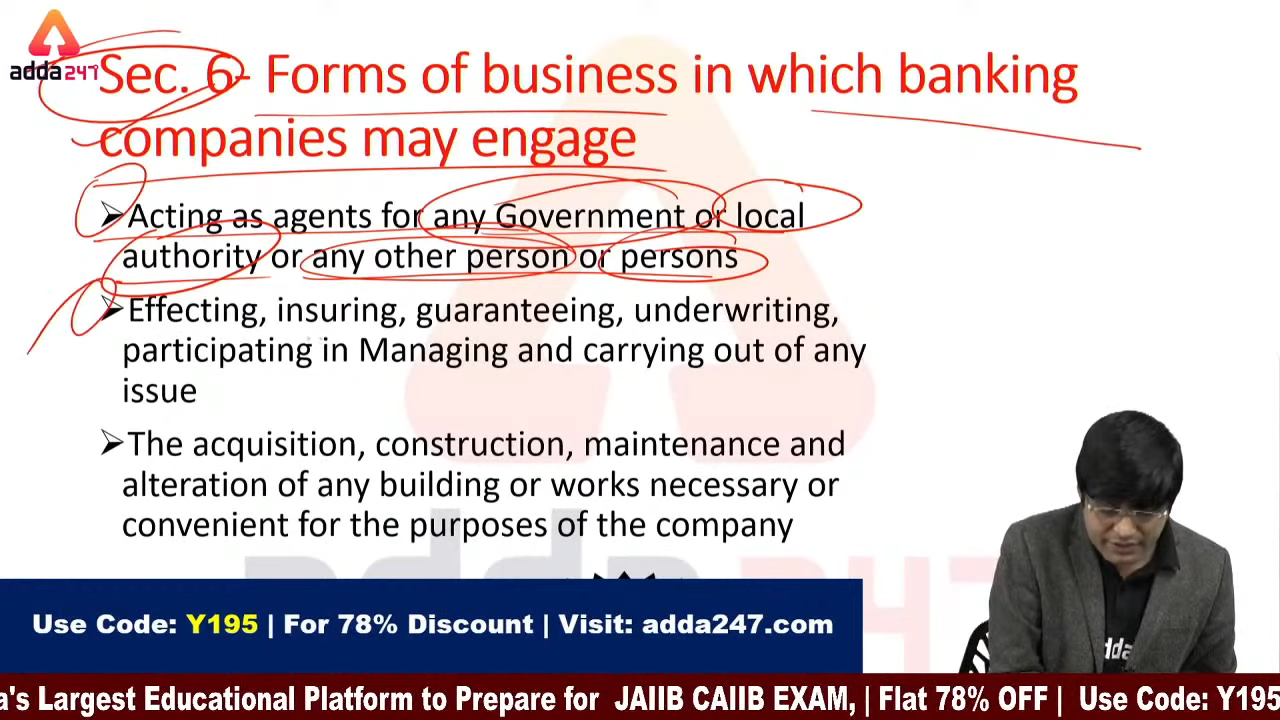 adda247
Sec. 6- Forms of business in which banking
companies may engage
➢Acting as agents for any Government or local
authority or any other person or persons
➢Effecting, insuring, guaranteeing, underwriting,
participating in Managing and carrying out of any
issue
➢The acquisition, construction, maintenance and
alteration of any building or works necessary or
convenient for the purposes of the company
adda247
Use Code: Y195 | For 78% Discount | Visit: adda247.com
a's Largest Educational Platform to Prepare for JAIIB CAIIB EXAM, | Flat 78% OFF | Use Code: Y195